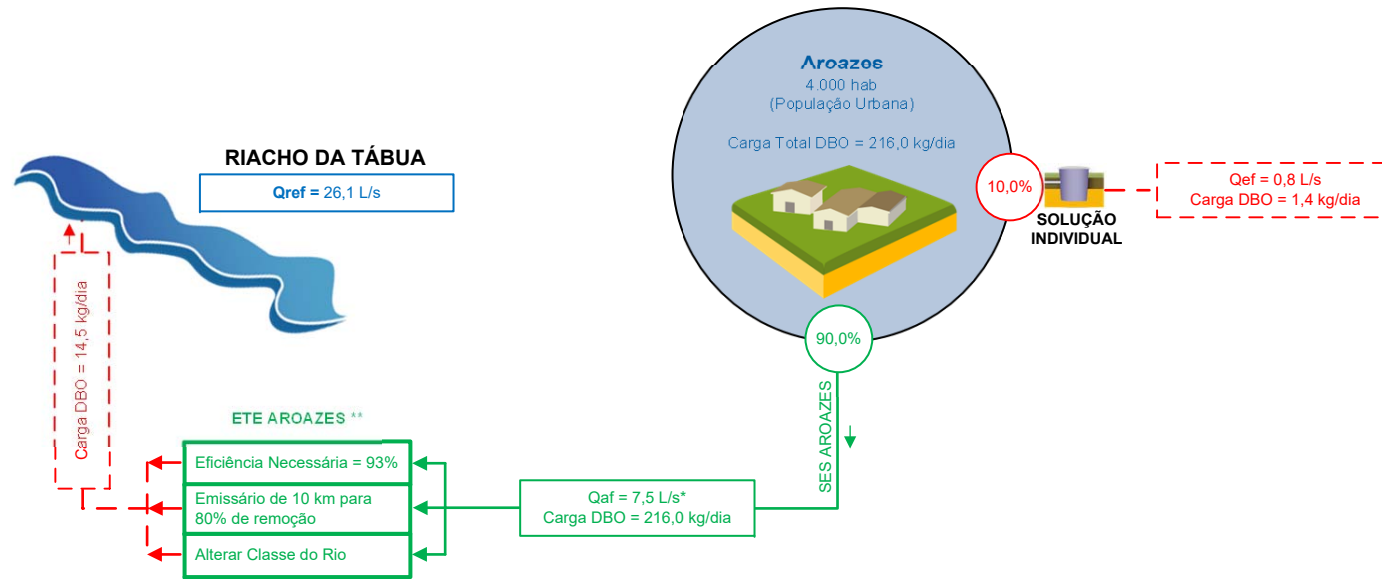 Aroazes
4.000 hab
(População Urbana)
Carga Total DBO = 216,0 kg/dia
RIACHO DA TÁBUA
Qref = 26,1 L/s
10,0%
SOLUÇÃO
INDIVIDUAL
Qef = 0,8 L/s
Carga DBO = 1,4 kg/dia
90,0%
SES AROAZES
Carga DBO = 14,5 kg/dia
ETE AROAZES **
Eficiência Necessária = 93%
Emissário de 10 km para
80% de remoção
Alterar Classe do Rio
Qaf = 7,5 L/s*
Carga DBO = 216,0 kg/dia